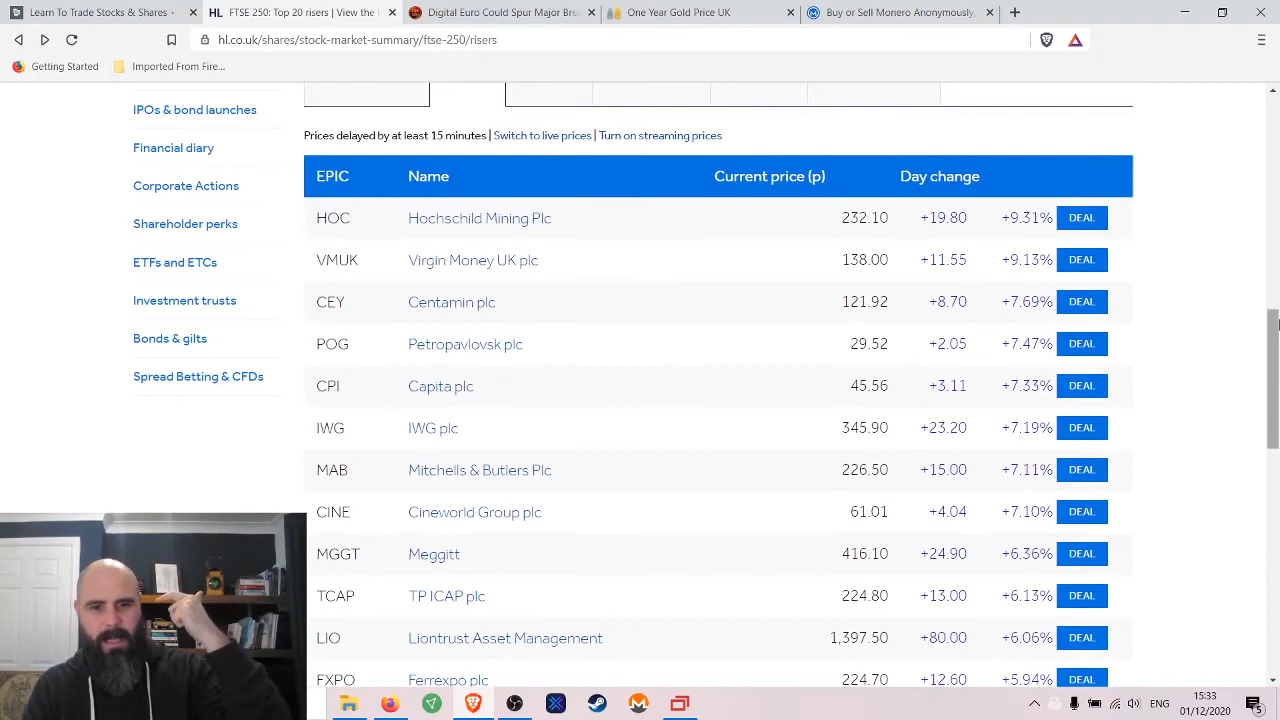 Learn To Trade Stocks & Shares •
HL FTSE 250: Top 20 risers | View the l
Digital Euro Could Spur Major Bre
One Year Gold Price UK
Buy or Sell Monero Anonymously.
hl.co.uk/shares/stock-market-summary/ftse-250/risers
Getting Started
Imported From Fire...
IPOs & bond launches
Financial diary
Corporate Actions
Shareholder perks
ETFs and ETCs
Investment trusts
Bonds & gilts
Spread Betting & CFDs
Prices delayed by at least 15 minutes | Switch to live prices | Turn on streaming prices
EPIC Name Current price (p) Day change
HOC Hochschild Mining Plc 232.10 +19.80 +9.31% DEAL
VMUK Virgin Money UK plc 138.00 +11.55 +9.13% DEAL
CEY Centamin plc 121.92 +8.70 +7.69% DEAL
POG Petropavlovsk plc 29.52 +2.05 +7.47% DEAL
CPI Capita plc 45.56 +3.11 +7.33% DEAL
IWG IWG plc 345.90 +23.20 +7.19% DEAL
MAB Mitchells & Butlers Plc 226.50 +15.00 +7.11% DEAL
CINE Cineworld Group plc 61.01 +4.04 +7.10% DEAL
MGGT Meggitt 416.10 +24.90 +6.36% DEAL
TCAP TP ICAP plc 224.80 +13.00 +6.13% DEAL
LIO Liontrust Asset Management 1,397.50 +80.00 +6.06% DEAL
FXPO Ferrexpo plc 224.70 +12.60 +5.94% DEAL
ENG
15:33
01/12/2020
5